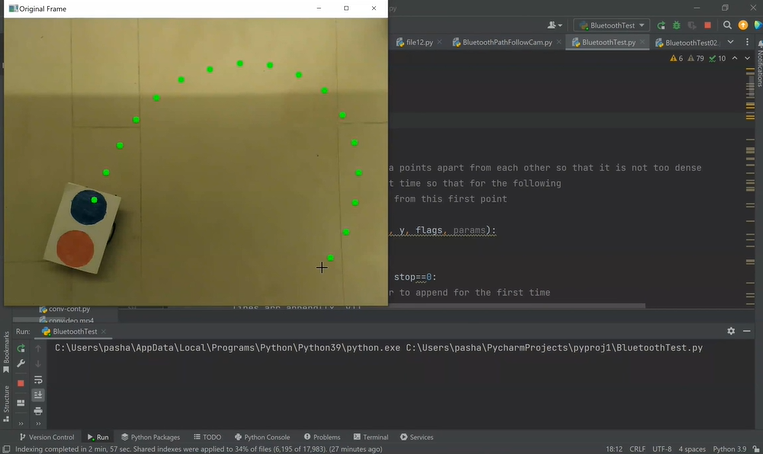 Original Frame
.py
BluetoothTest
file12.py
BluetoothPathFollowCam.py
BluetoothTest.py
BluetoothTest02..
6 79 10
Notifications
a points apart from each other so that it is not too dense
t time so that for the following
from this first point
, y, flags, params):
stop==0:
r to append for the first time
conv-cont.py
Run: BluetoothTest
C:\Users\pasha\AppData\Local\Programs\Python\Python39\python.exe C:\Users\pasha\PycharmProjects\pyproj1\BluetoothTest.py
Bookmarks
Structure
Version Control Run Python Packages TODO Python Console Problems Terminal Services
Indexing completed in 2 min, 57 sec. Shared indexes were applied to 34% of files (6,195 of 17,983). (27 minutes ago) 18:12 CRLF UTF-8 4 spaces Python 3.9